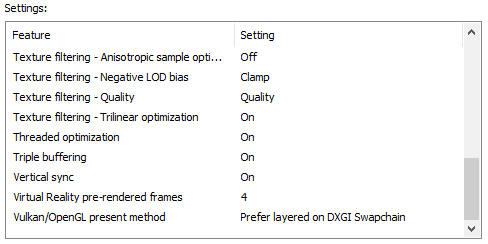 Settings:
Feature Setting
Texture filtering - Anisotropic sample opti... Off
Texture filtering - Negative LOD bias Clamp
Texture filtering - Quality Quality
Texture filtering - Trilinear optimization On
Threaded optimization On
Triple buffering On
Vertical sync On
Virtual Reality pre-rendered frames 4
Vulkan/OpenGL present method Prefer layered on DXGI Swapchain